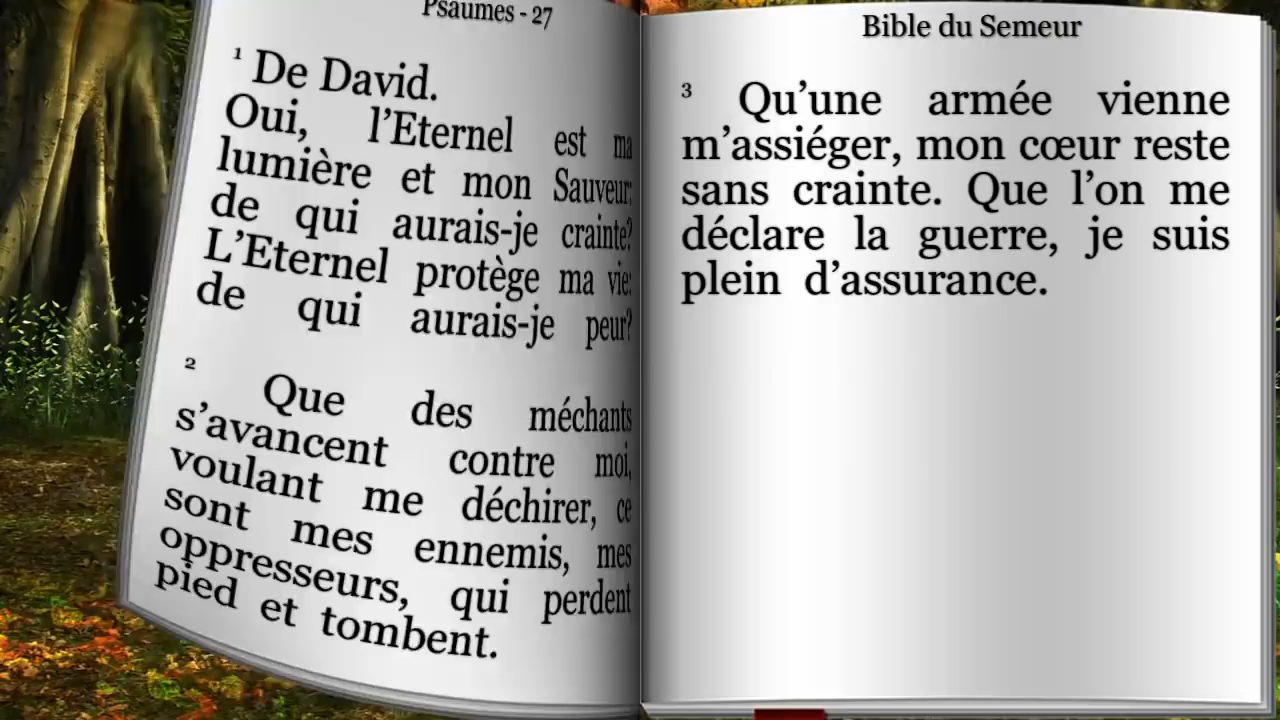 Psaumes - 27
1 De David.
Oui, l’Eternel est ma
lumière et mon Sauveur;
de qui aurais-je crainte?
L’Eternel protège ma vie:
de qui aurais-je peur?
2 Que des méchants
s’avancent contre moi,
voulant me déchirer, ce
sont mes ennemis, mes
oppresseurs, qui perdent
pied et tombent.
Bible du Semeur
3 Qu’une armée vienne
m’assiéger, mon cœur reste
sans crainte. Que l’on me
déclare la guerre, je suis
plein d’assurance.